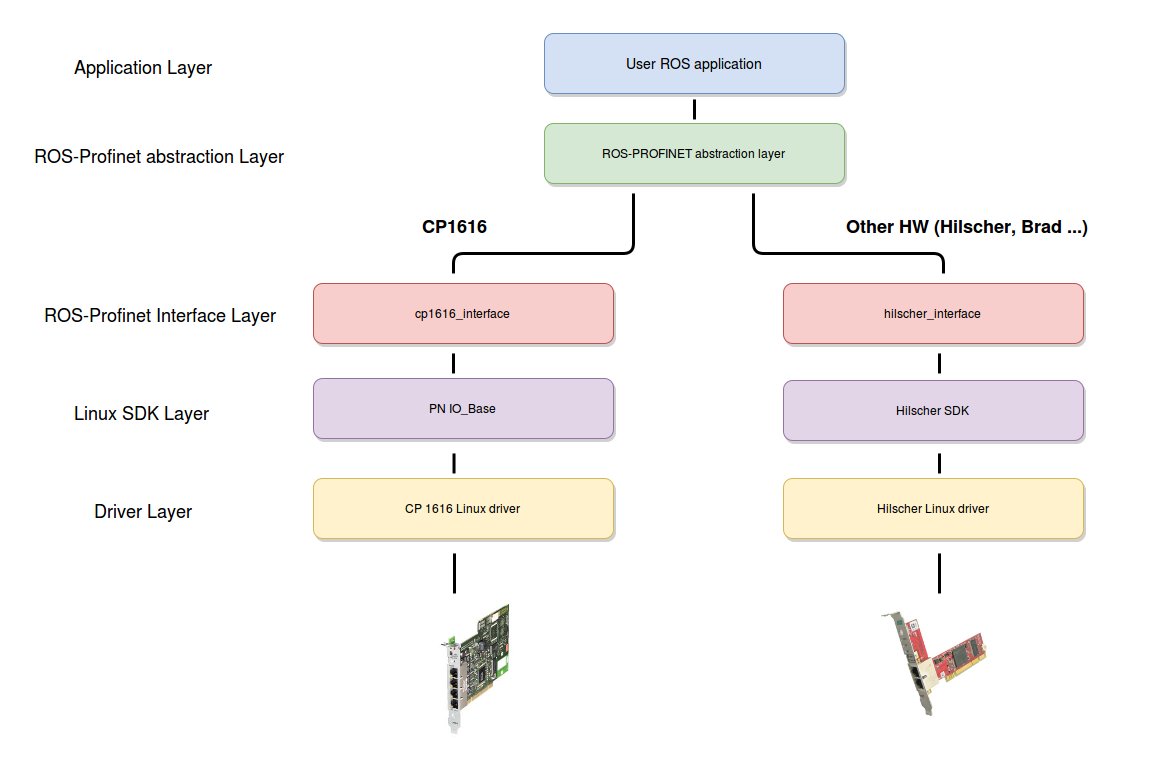 Application Layer
User ROS application
ROS-Profinet abstraction Layer
ROS-PROFINET abstraction layer
CP1616
Other HW (Hilscher, Brad ...)
ROS-Profinet Interface Layer
cp1616_interface
hilscher_interface
Linux SDK Layer
PN IO_Base
Hilscher SDK
Driver Layer
CP 1616 Linux driver
Hilscher Linux driver